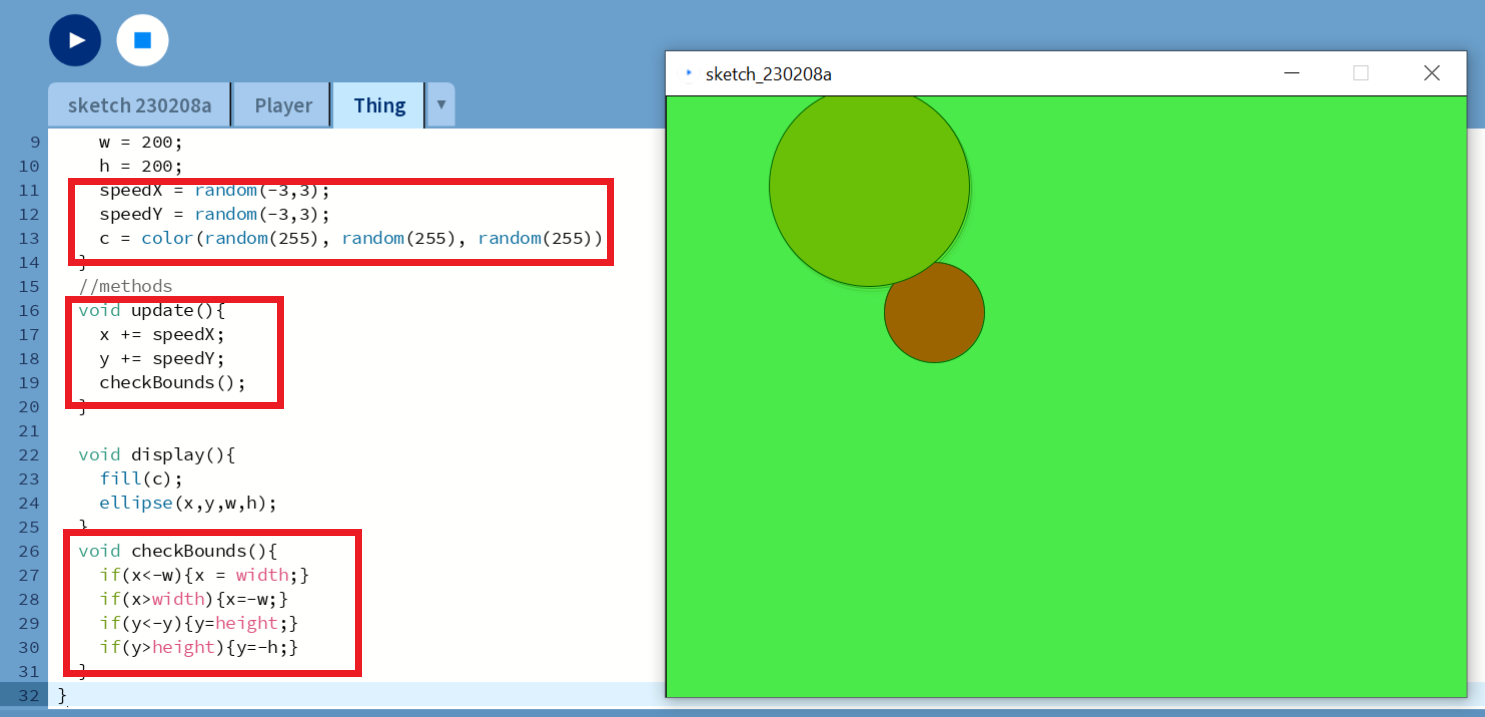 sketch 230208a Player Thing ▼
sketch_230208a
9 w = 200;
10 h = 200;
11 speedX = random(-3,3);
12 speedY = random(-3,3);
13 c = color(random(255), random(255), random(255))
14 }
15 //methods
16 void update(){
17 x += speedX;
18 y += speedY;
19 checkBounds();
20 }
21
22 void display(){
23 fill(c);
24 ellipse(x,y,w,h);
25 }
26 void checkBounds(){
27 if(x<-w){x = width;}
28 if(x>width){x=-w;}
29 if(y<-y){y=height;}
30 if(y>height){y=-h;}
31 }
32 }